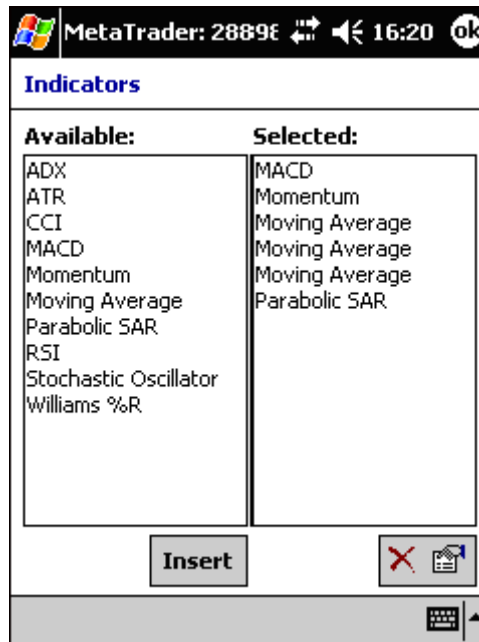 MetaTrader: 28898 16:20 ok
Indicators
Available:
ADX
ATR
CCI
MACD
Momentum
Moving Average
Parabolic SAR
RSI
Stochastic Oscillator
Williams %R
Selected:
MACD
Momentum
Moving Average
Moving Average
Moving Average
Parabolic SAR
Insert